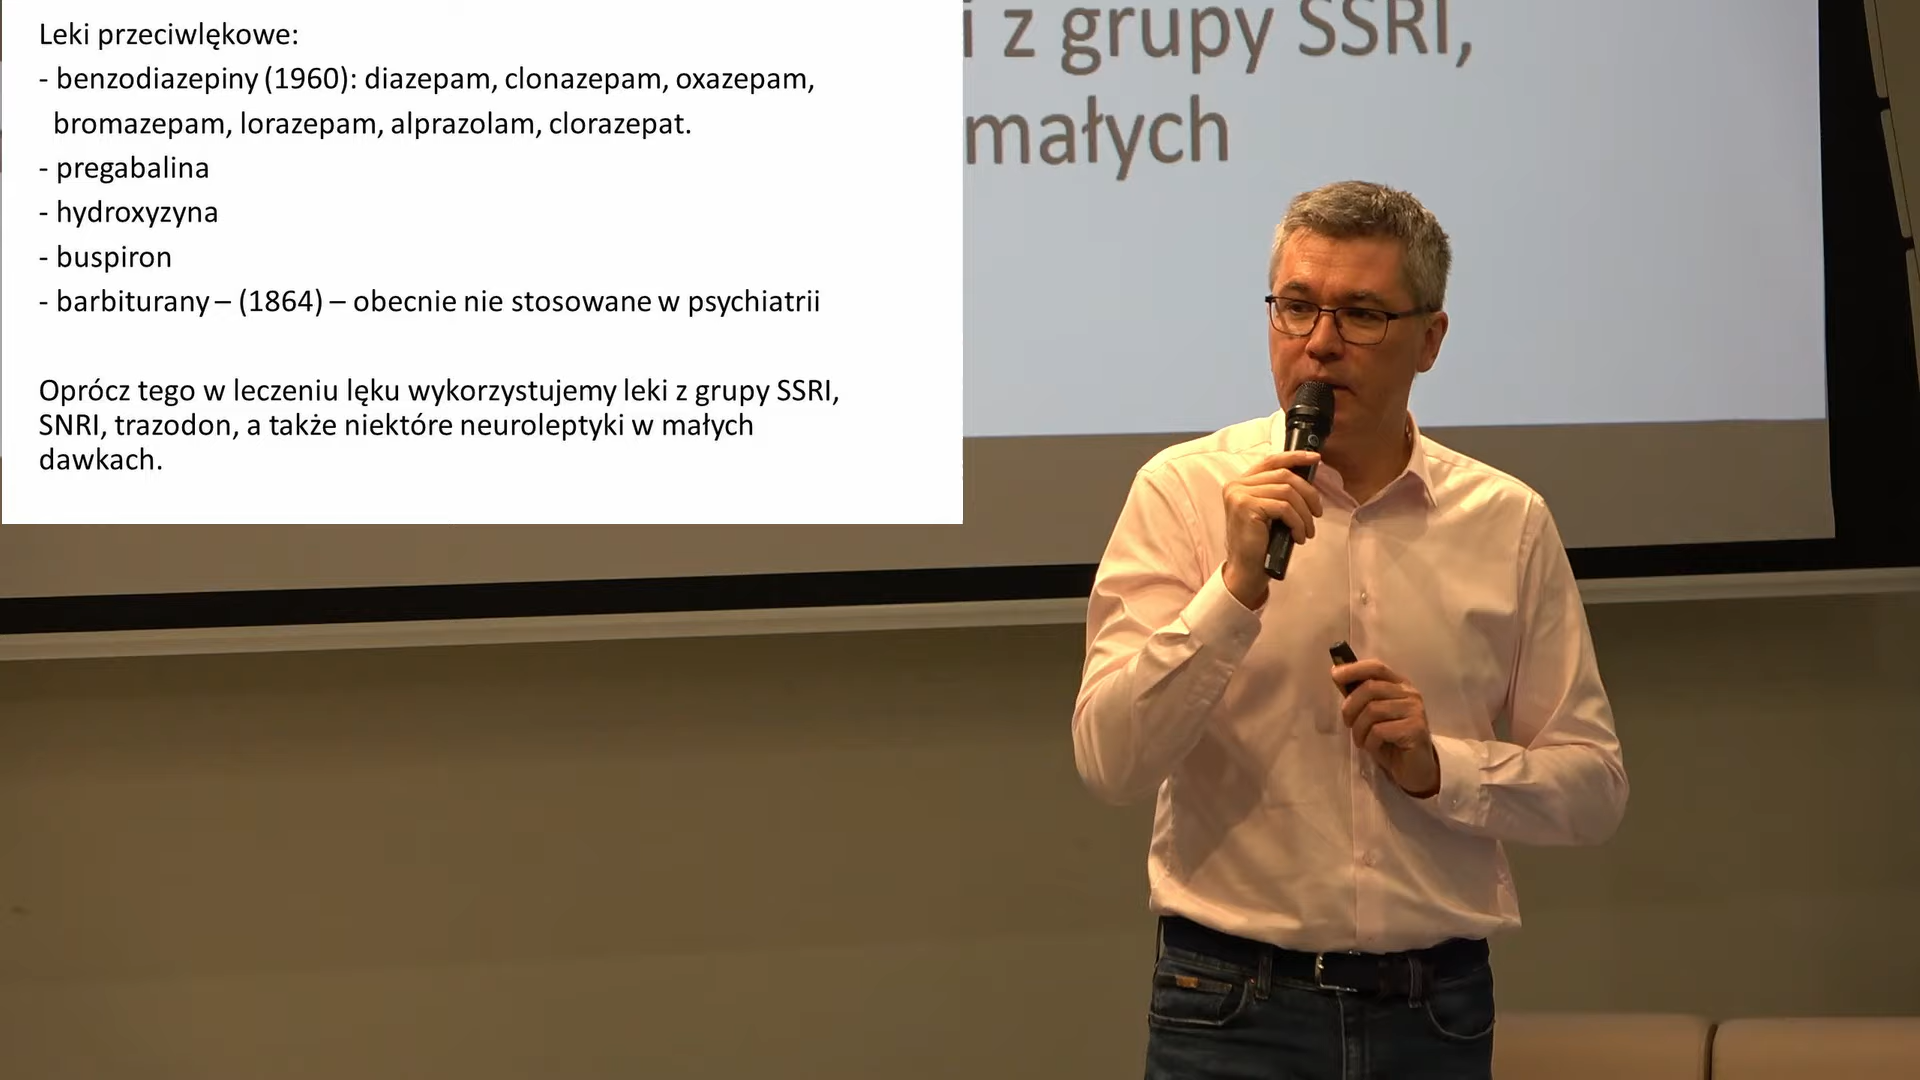 Leki przeciwlękowe:
- benzodiazepiny (1960): diazepam, clonazepam, oxazepam,
bromazepam, lorazepam, alprazolam, clorazepat.
- pregabalina
- hydroxyzyna
- buspiron
- barbiturany – (1864) – obecnie nie stosowane w psychiatrii
Oprócz tego w leczeniu lęku wykorzystujemy leki z grupy SSRI,
SNRI, trazodon, a także niektóre neuroleptyki w małych
dawkach.
i z grupy SSRI,
małych